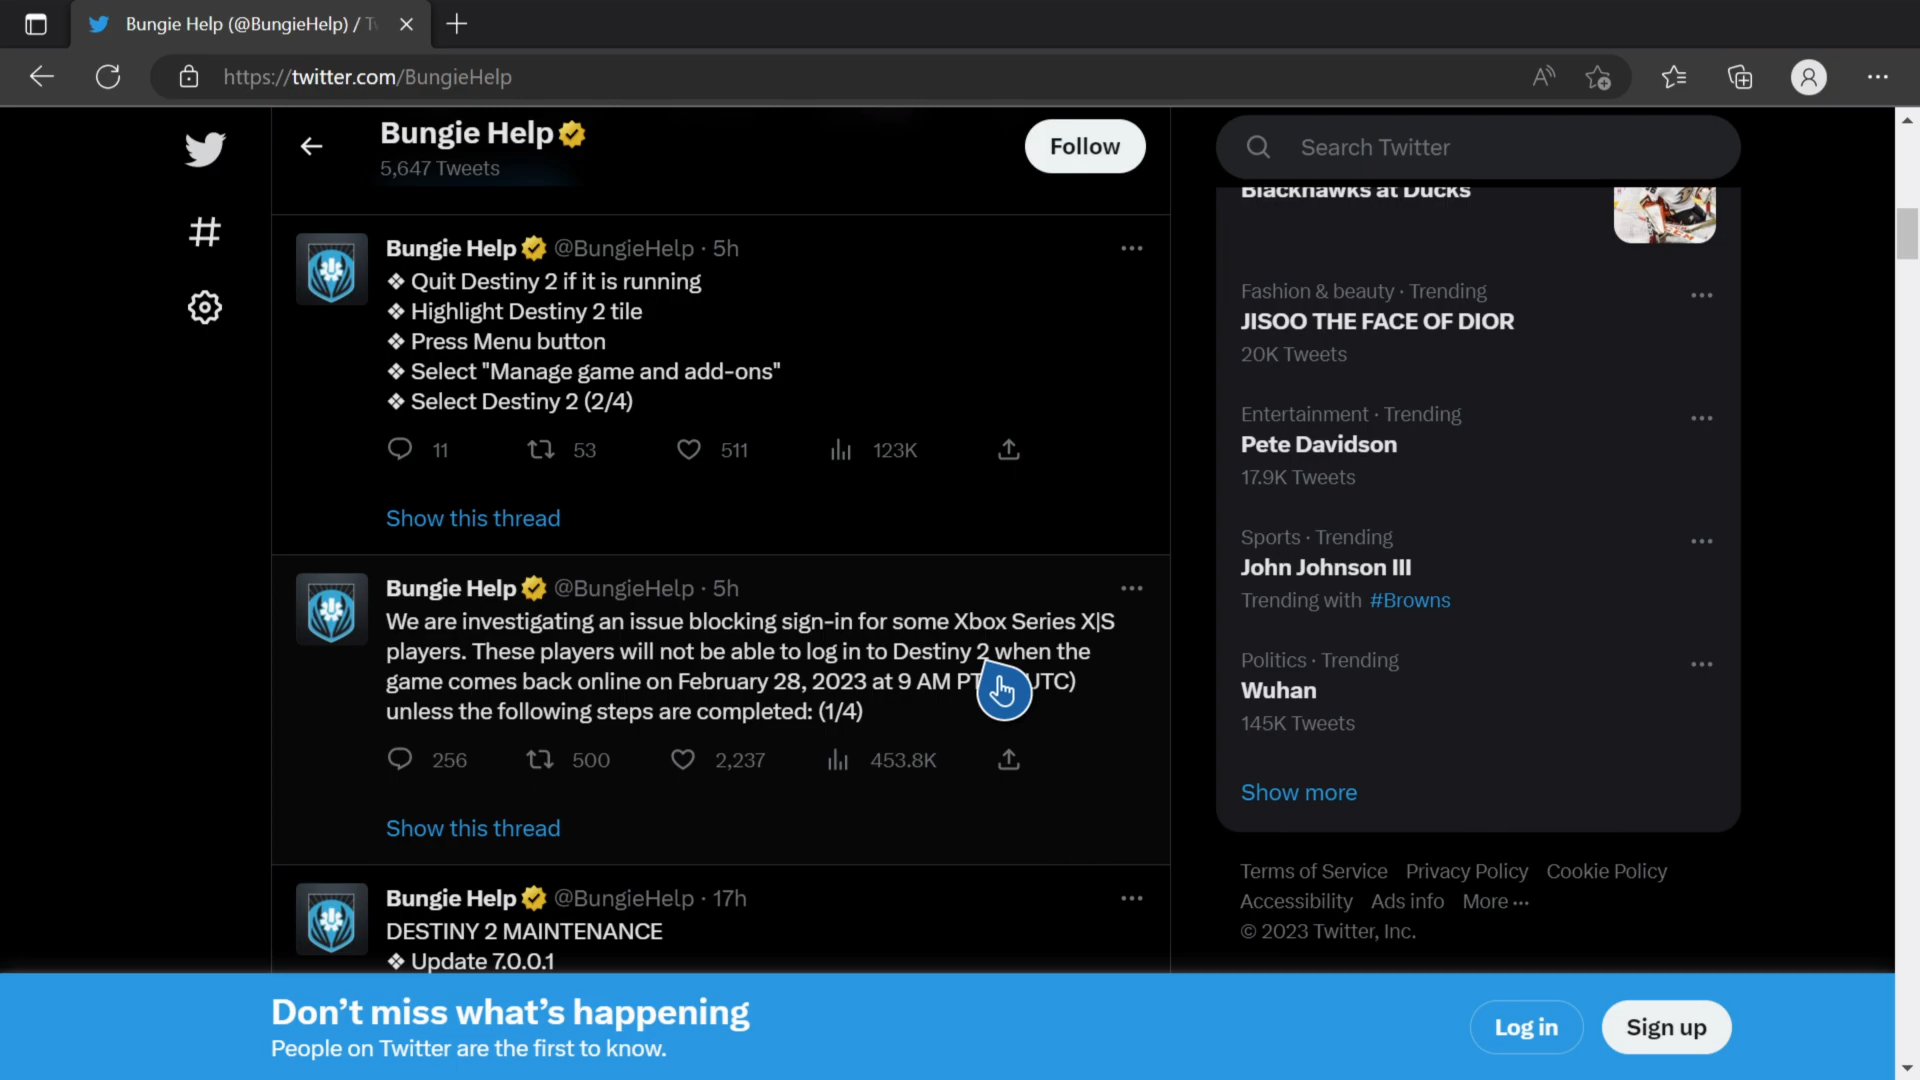 Bungie Help (@BungieHelp) / Tw
https://twitter.com/BungieHelp
Bungie Help
5,647 Tweets
Follow
Bungie Help @BungieHelp · 5h
❖ Quit Destiny 2 if it is running
❖ Highlight Destiny 2 tile
❖ Press Menu button
❖ Select "Manage game and add-ons"
❖ Select Destiny 2 (2/4)
11 53 511 123K
Show this thread
Bungie Help @BungieHelp · 5h
We are investigating an issue blocking sign-in for some Xbox Series X|S
players. These players will not be able to log in to Destiny 2 when the
game comes back online on February 28, 2023 at 9 AM PT UTC)
unless the following steps are completed: (1/4)
256 500 2,237 453.8K
Show this thread
Bungie Help @BungieHelp · 17h
DESTINY 2 MAINTENANCE
❖ Update 7.0.0.1
Search Twitter
Blackhawks at Ducks
Fashion & beauty · Trending
JISOO THE FACE OF DIOR
20K Tweets
Entertainment · Trending
Pete Davidson
17.9K Tweets
Sports · Trending
John Johnson III
Trending with #Browns
Politics · Trending
Wuhan
145K Tweets
Show more
Terms of Service Privacy Policy Cookie Policy
Accessibility Ads info More ···
© 2023 Twitter, Inc.
Don't miss what's happening
People on Twitter are the first to know.
Log in
Sign up